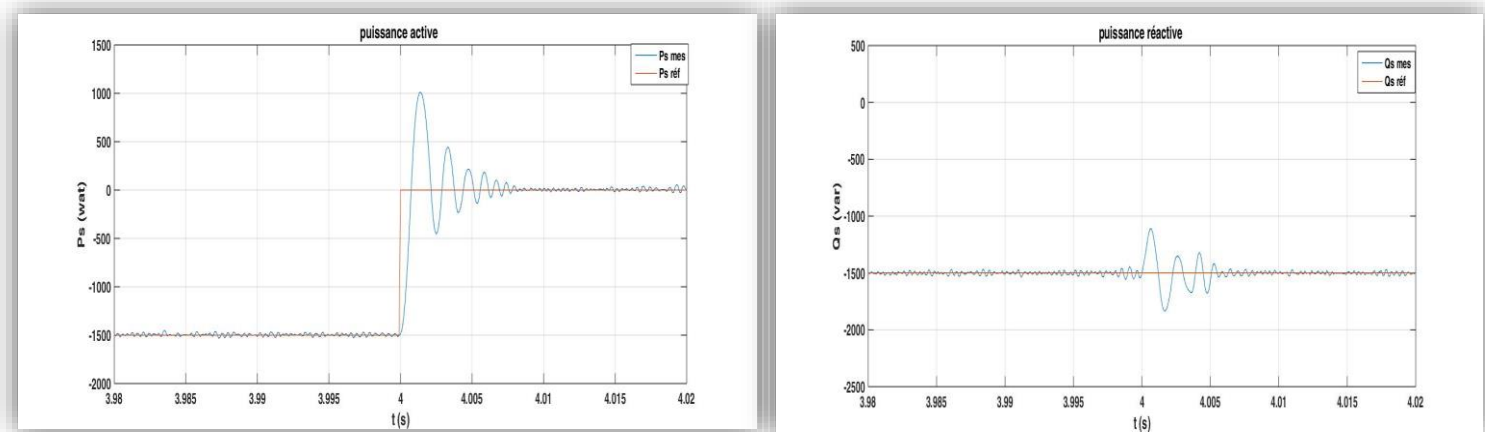 puissance active
Ps mes
Ps réf
1500
1000
500
0
-500
-1000
-1500
-2000
Ps (wat)
3.98 3.985 3.99 3.995 4 4.005 4.01 4.015 4.02
t (s)
puissance réactive
Qs mes
Qs réf
500
0
-500
-1000
-1500
-2000
-2500
Qs (var)
3.98 3.985 3.99 3.995 4 4.005 4.01 4.015 4.02
t (s)